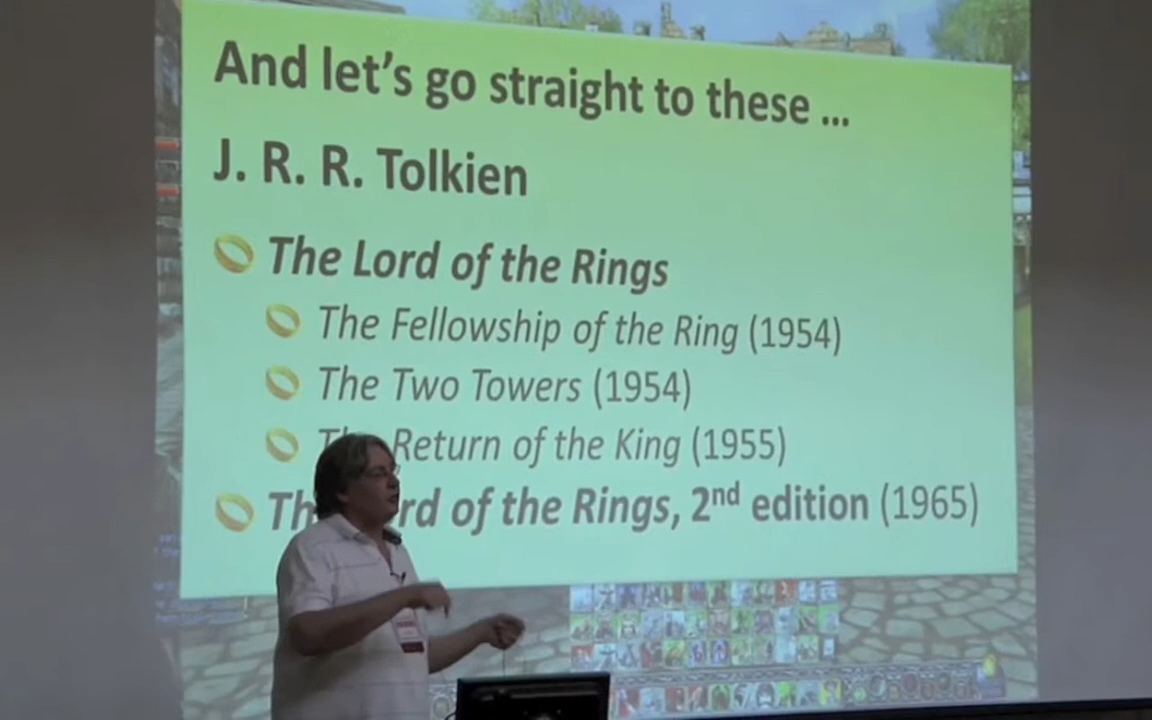 And let's go straight to these ...
J. R. R. Tolkien
The Lord of the Rings
The Fellowship of the Ring (1954)
The Two Towers (1954)
Return of the King (1955)
of the Rings, 2nd edition (1965)